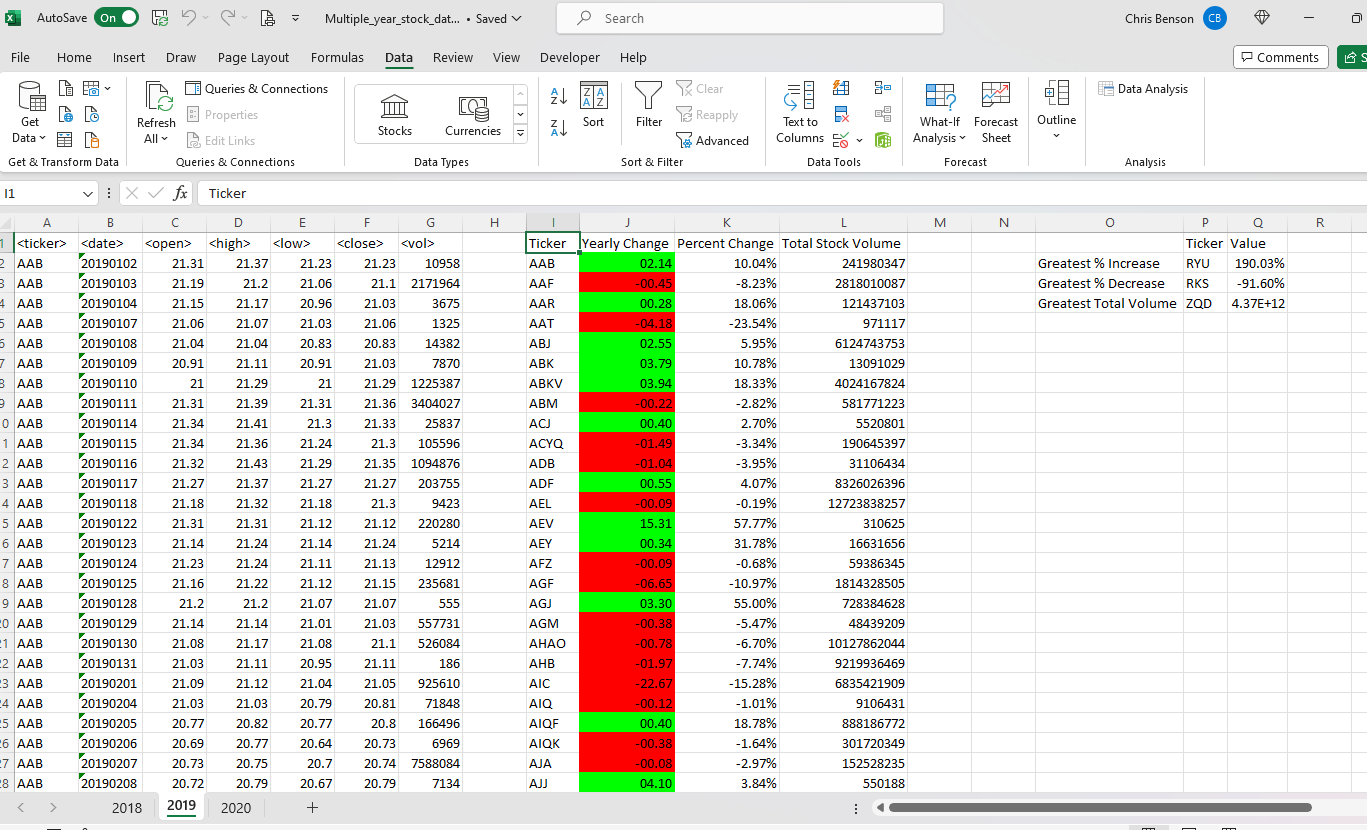 AutoSave On Multiple_year_stock_dat... • Saved Search Chris Benson CB
File Home Insert Draw Page Layout Formulas Data Review View Developer Help Comments S
Get Data Refresh All Queries & Connections Properties Edit Links Stocks Currencies Sort Filter Clear Reapply Advanced Text to Columns What-If Analysis Forecast Sheet Outline Data Analysis
Get & Transform Data Queries & Connections Data Types Sort & Filter Data Tools Forecast Analysis
I1 fx Ticker
A B C D E F G H I J K L M N O P Q R
1 <ticker> <date> <open> <high> <low> <close> <vol> Ticker Yearly Change Percent Change Total Stock Volume Ticker Value
2 AAB 20190102 21.31 21.37 21.23 21.23 10958 AAB 02.14 10.04% 241980347 Greatest % Increase RYU 190.03%
3 AAB 20190103 21.19 21.2 21.06 21.1 2171964 AAF -00.45 -8.23% 2818010087 Greatest % Decrease RKS -91.60%
4 AAB 20190104 21.15 21.17 20.96 21.03 3675 AAR 00.28 18.06% 121437103 Greatest Total Volume ZQD 4.37E+12
5 AAB 20190107 21.06 21.07 21.03 21.06 1325 AAT -04.18 -23.54% 971117
6 AAB 20190108 21.04 21.04 20.83 20.83 14382 ABJ 02.55 5.95% 6124743753
7 AAB 20190109 20.91 21.11 20.91 21.03 7870 ABK 03.79 10.78% 13091029
8 AAB 20190110 21 21.29 21 21.29 1225387 ABKV 03.94 18.33% 4024167824
9 AAB 20190111 21.31 21.39 21.31 21.36 3404027 ABM -00.22 -2.82% 581771223
0 AAB 20190114 21.34 21.41 21.3 21.33 25837 ACJ 00.40 2.70% 5520801
1 AAB 20190115 21.34 21.36 21.24 21.3 105596 ACYQ -01.49 -3.34% 190645397
2 AAB 20190116 21.32 21.43 21.29 21.35 1094876 ADB -01.04 -3.95% 31106434
3 AAB 20190117 21.27 21.37 21.27 21.27 203755 ADF 00.55 4.07% 8326026396
4 AAB 20190118 21.18 21.32 21.18 21.3 9423 AEL -00.09 -0.19% 12723838257
5 AAB 20190122 21.31 21.31 21.12 21.12 220280 AEV 15.31 57.77% 310625
6 AAB 20190123 21.14 21.24 21.14 21.24 5214 AEY 00.34 31.78% 16631656
7 AAB 20190124 21.23 21.24 21.11 21.13 12912 AFZ -00.09 -0.68% 59386345
8 AAB 20190125 21.16 21.22 21.12 21.15 235681 AGF -06.65 -10.97% 1814328505
9 AAB 20190128 21.2 21.2 21.07 21.07 555 AGJ 03.30 55.00% 728384628
20 AAB 20190129 21.14 21.14 21.01 21.03 557731 AGM -00.38 -5.47% 48439209
21 AAB 20190130 21.08 21.17 21.08 21.1 526084 AHAO -00.78 -6.70% 10127862044
22 AAB 20190131 21.03 21.11 20.95 21.11 186 AHB -01.97 -7.74% 9219936469
23 AAB 20190201 21.09 21.12 21.04 21.05 925610 AIC -22.67 -15.28% 6835421909
24 AAB 20190204 21.03 21.03 20.79 20.81 71848 AIQ -00.12 -1.01% 9106431
25 AAB 20190205 20.77 20.82 20.77 20.8 166496 AIQF 00.40 18.78% 888186772
26 AAB 20190206 20.69 20.77 20.64 20.73 6969 AIQK -00.38 -1.64% 301720349
27 AAB 20190207 20.73 20.75 20.7 20.74 7588084 AJA -00.08 -2.97% 152528235
28 AAB 20190208 20.72 20.79 20.67 20.79 7134 AJJ 04.10 3.84% 550188
2018 2019 2020